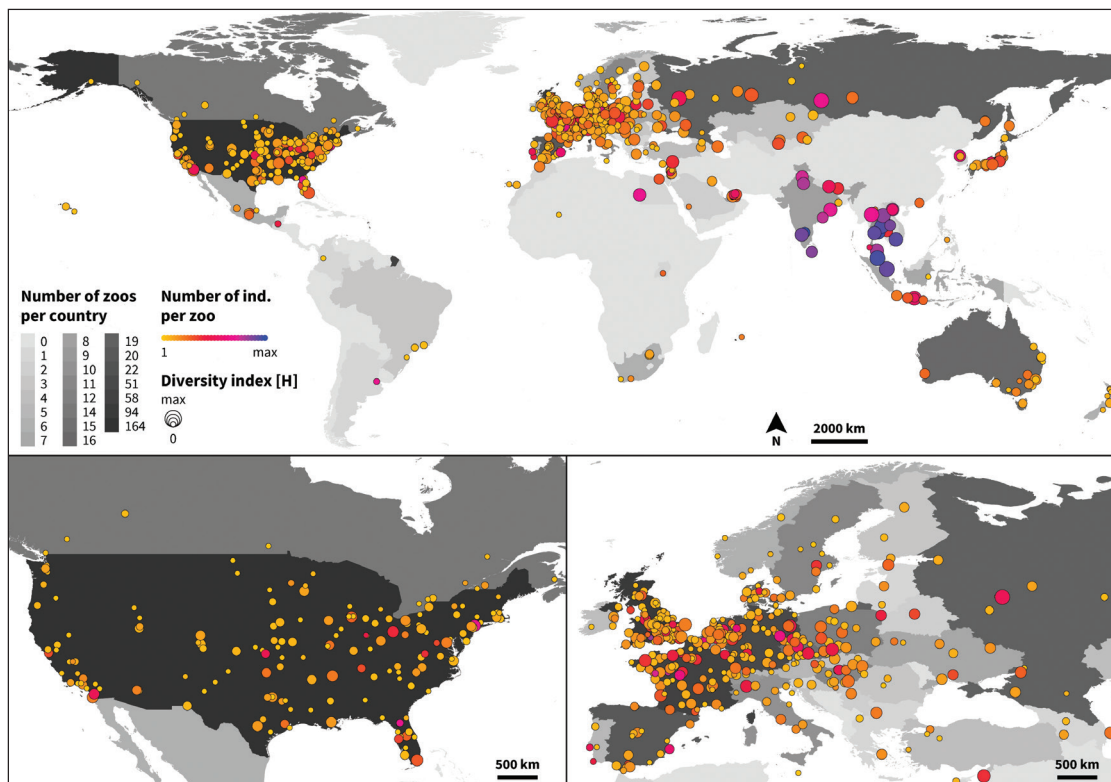 Number of zoos
per country
0 8 19
1 9 20
2 10 22
3 11 51
4 12 58
5 14 94
6 15 164
7 16
Number of ind.
per zoo
1 max
Diversity index [H]
max
0
N
2000 km
500 km
500 km